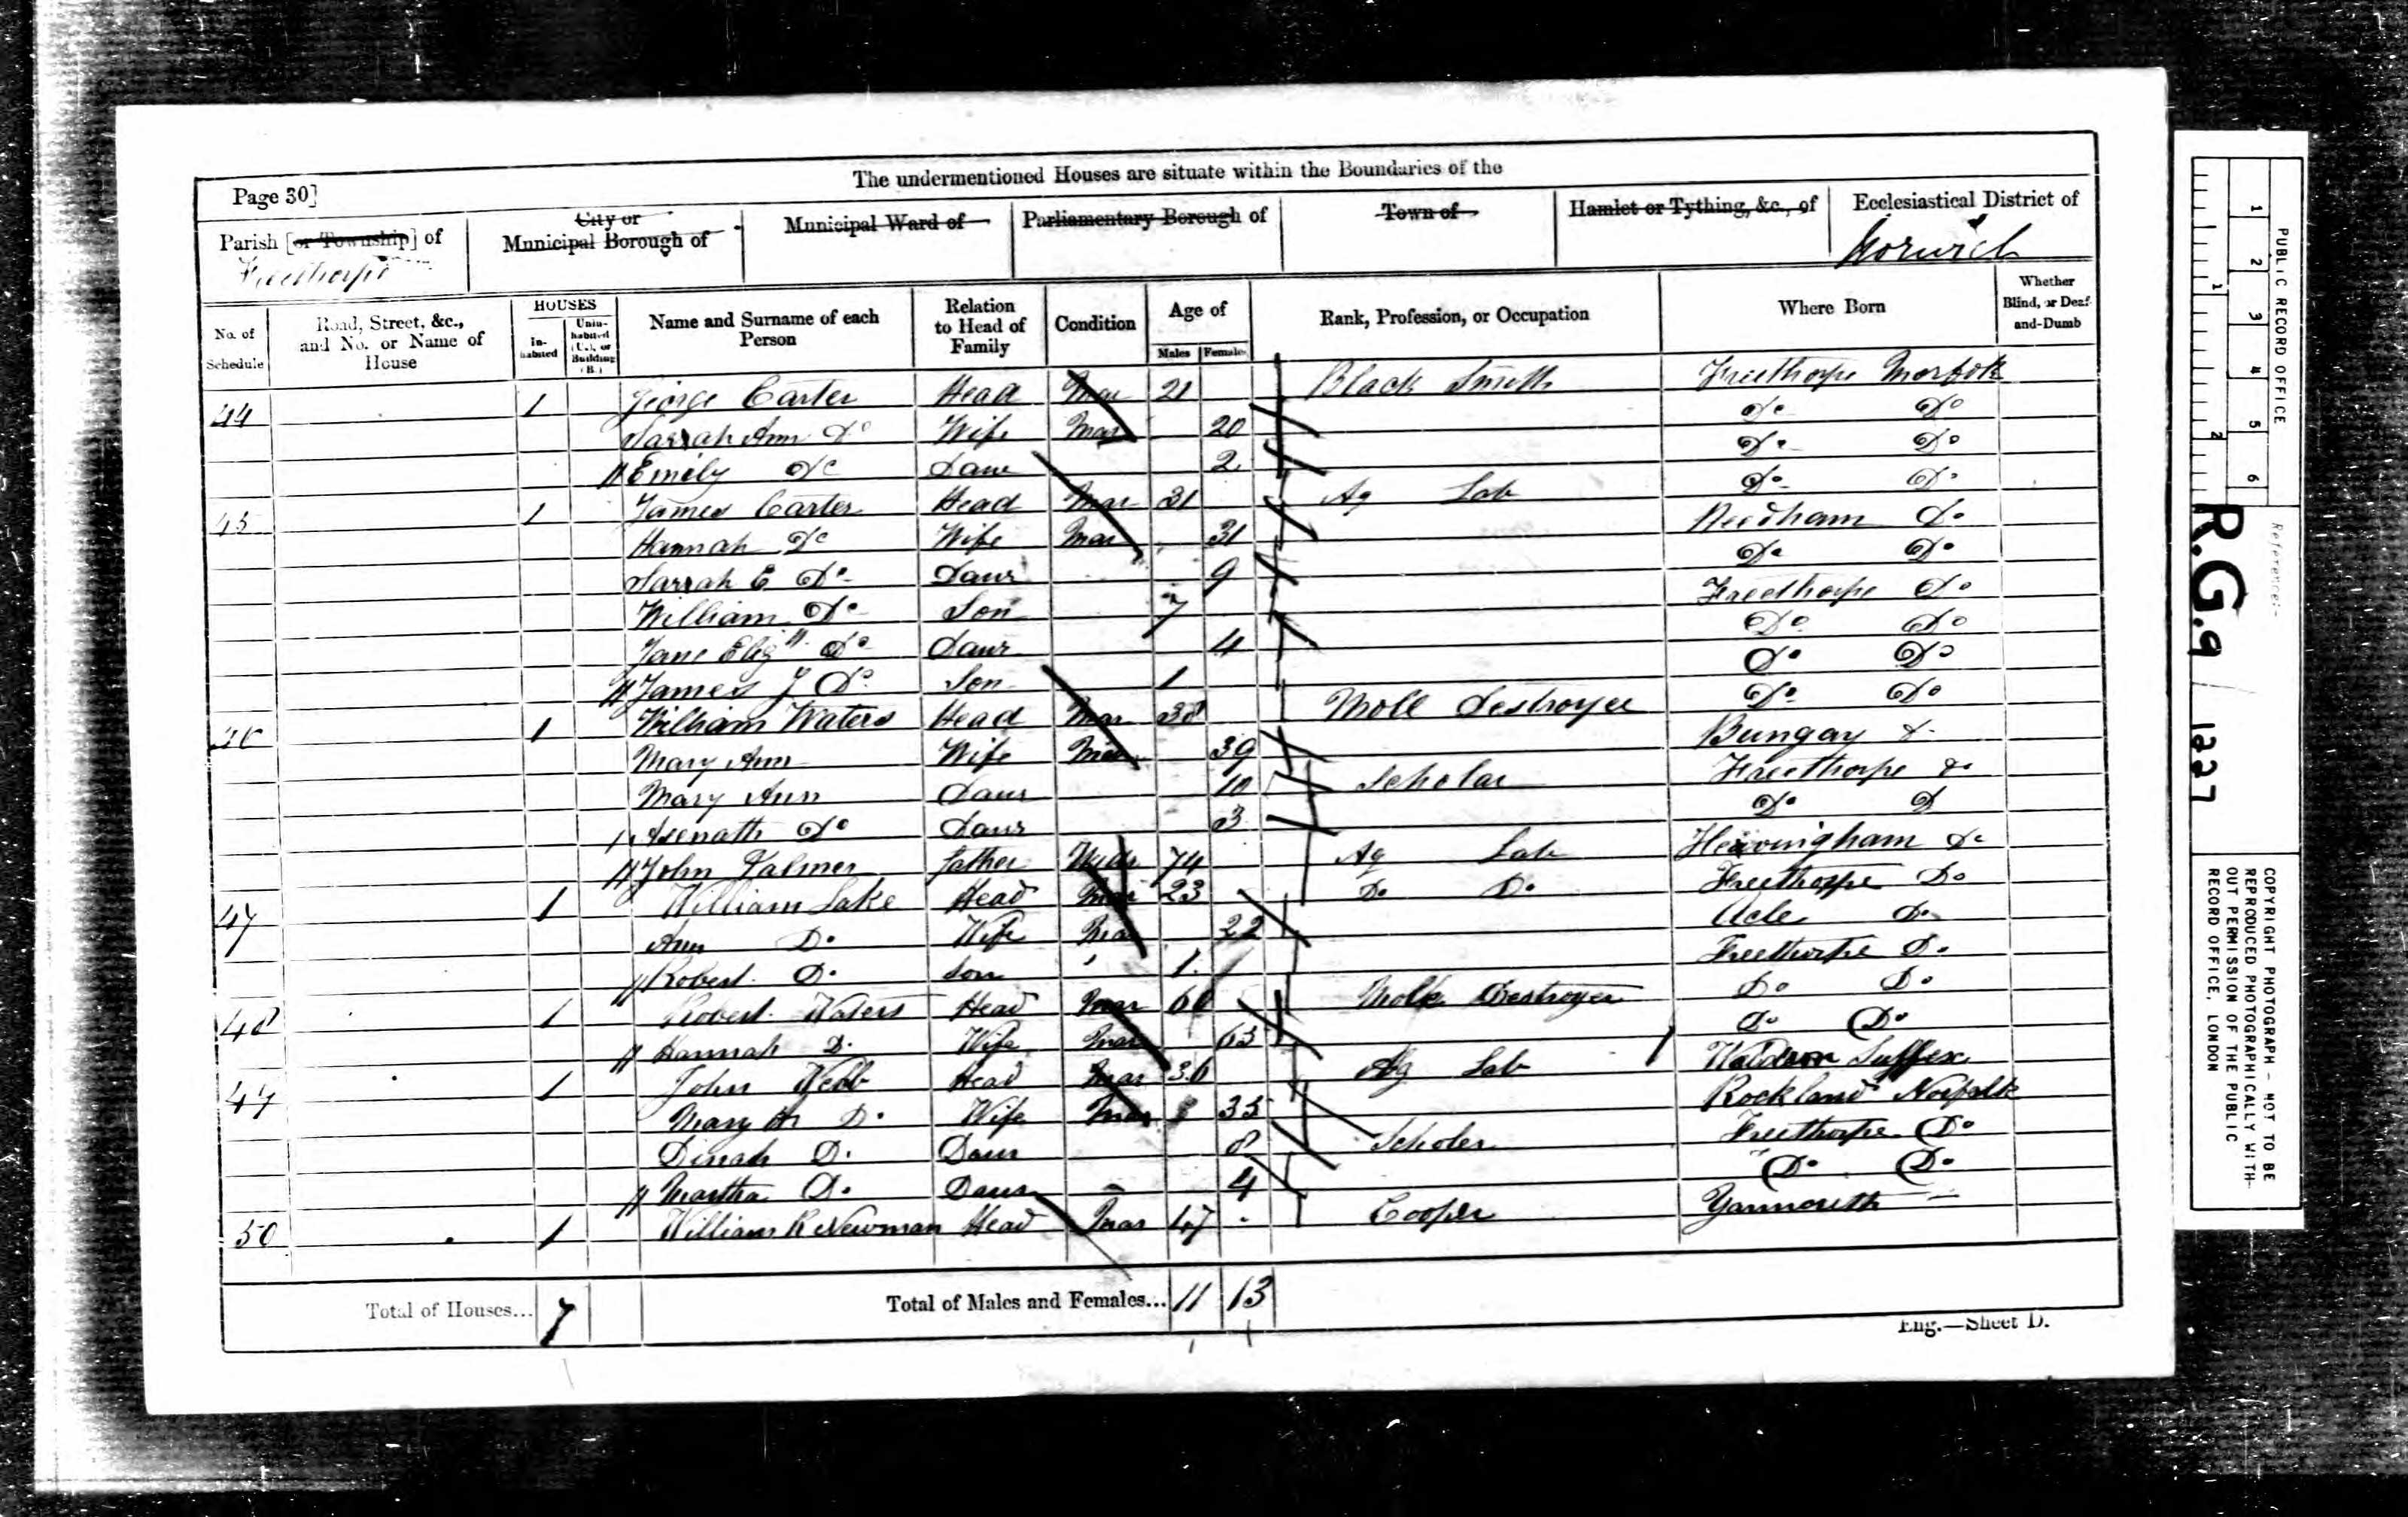 The undermentioned Houses are situate within the Boundaries of the
Page 30]
Parish [or Township] of
Freethorpe
City or
Municipal Borough of
Municipal Ward of
Parliamentary Borough of
Town of
Hamlet or Tything, &c., of
Ecclesiastical District of
Norwich
No. of Schedule
Road, Street, &c., and No. or Name of House
HOUSES
In-habited
Unin-habited (U.), or Building (B.)
Name and Surname of each Person
Relation to Head of Family
Condition
Age of
Males
Females
Rank, Profession, or Occupation
Where Born
Whether Blind, or Deaf-and-Dumb
44 1 George Carter Head Mar 21 Black Smith Freethorpe Norfolk
Sarrah Ann Do Wife Mar 20 Do Do
Emily Do Daur 2 Do Do
45 1 James Carter Head Mar 31 Ag Lab Do Do
Hannah Do Wife Mar 31 Needham Do
Sarrah E Do Daur 9 Do Do
William Do Son 7 Freethorpe Do
Jane Elizth Do Daur 4 Do Do
James J Do Son 1 Do Do
46 1 William Waters Head Mar 38 Mole Destroyer Do Do
Mary Ann Wife Mar 39 Bungay Do
Mary Ann Daur 10 Scholar Freethorpe Do
Asenath Do Daur 3 Do D
John Palmer father Widr 74 Ag Lab Hevingham Do
47 1 William Lake Head Mar 23 Do Do Freethorpe Do
Ann Do Wife Mar 22 Acle Do
Robert Do Son 1 Freethorpe Do
48 1 Robert Waters Head Mar 60 Mole Destroyer Do Do
Hannah D. Wife Mar 63 Do Do
49 1 John Webb Head Mar 36 Ag Lab Suffex
Mary Do Wife Mar 35 Rockland Norfolk
Dinah D. Daur 8 Scholer Freethorpe Do
Martha Do Daur 4 Do Do
50 1 William R Newman Head Mar 47 Cooper Yarmouth
Total of Houses... 7
Total of Males and Females... 11 13
Eng.—Sheet D.
PUBLIC RECORD OFFICE
1 2 3 4 5 6
1 2
Reference:-
R.G.9 / 1227
COPYRIGHT PHOTOGRAPH - NOT TO BE
REPRODUCED PHOTOGRAPHICALLY WITH-
OUT PERMISSION OF THE PUBLIC
RECORD OFFICE, LONDON